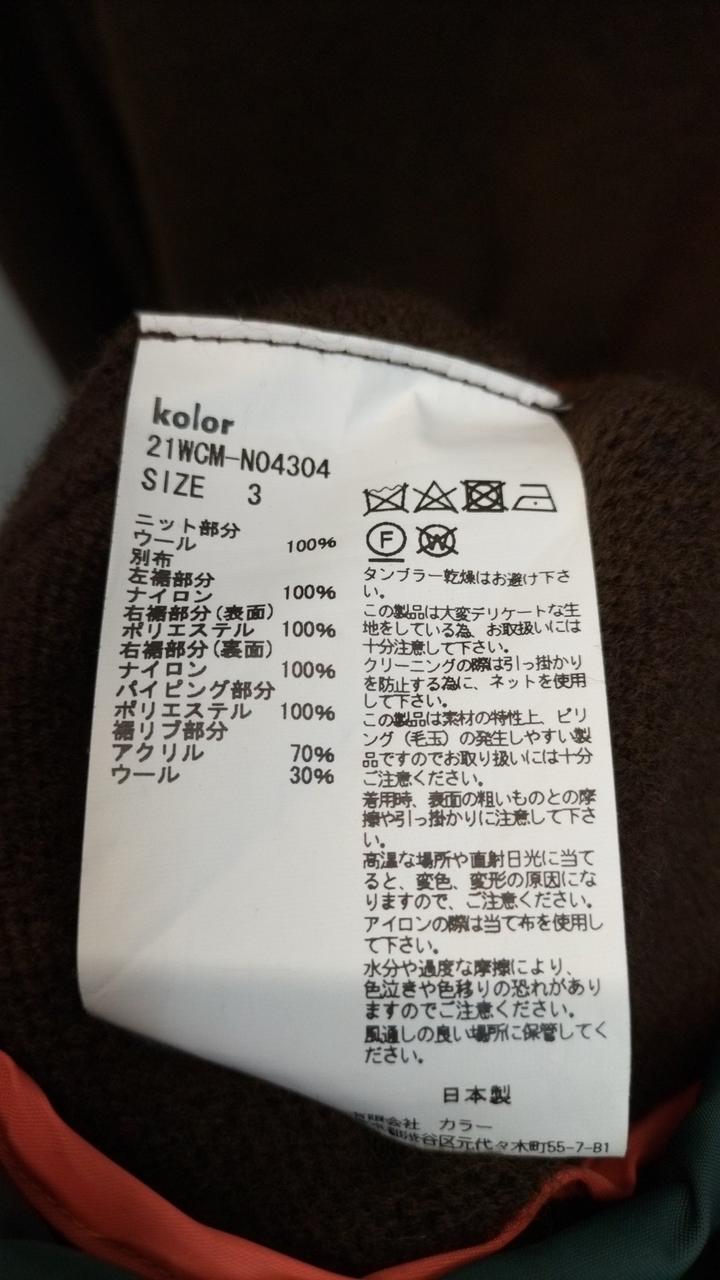 kolor
21WCM-N04304
SIZE 3
ニット部分
ウール 100%
別布
左裾部分
ナイロン 100%
右裾部分(表面)
ポリエステル 100%
右裾部分(裏面)
ナイロン 100%
パイピング部分
ポリエステル 100%
裾リブ部分
アクリル 70%
ウール 30%
F
W
タンブラー乾燥はお避け下さ
い。
この製品は大変デリケートな生
地をしている為、お取扱いには
十分注意して下さい。
クリーニングの際は引っ掛かり
を防止する為に、ネットを使用
して下さい。
この製品は素材の特性上、ピリ
ング(毛玉)の発生しやすい製
品ですのでお取り扱いには十分
ご注意ください。
着用時、表面の粗いものとの摩
擦や引っ掛かりに注意して下さ
い。
高温な場所や直射日光に当て
ると、変色、変形の原因にな
りますので、ご注意ください。
アイロンの際は当て布を使用し
て下さい。
水分や過度な摩擦により、
色泣きや色移りの恐れがあり
ますのでご注意ください。
風通しの良い場所に保管してく
ださい。
日本製
有限会社 カラー
渋谷区元代々木町55-7-B1